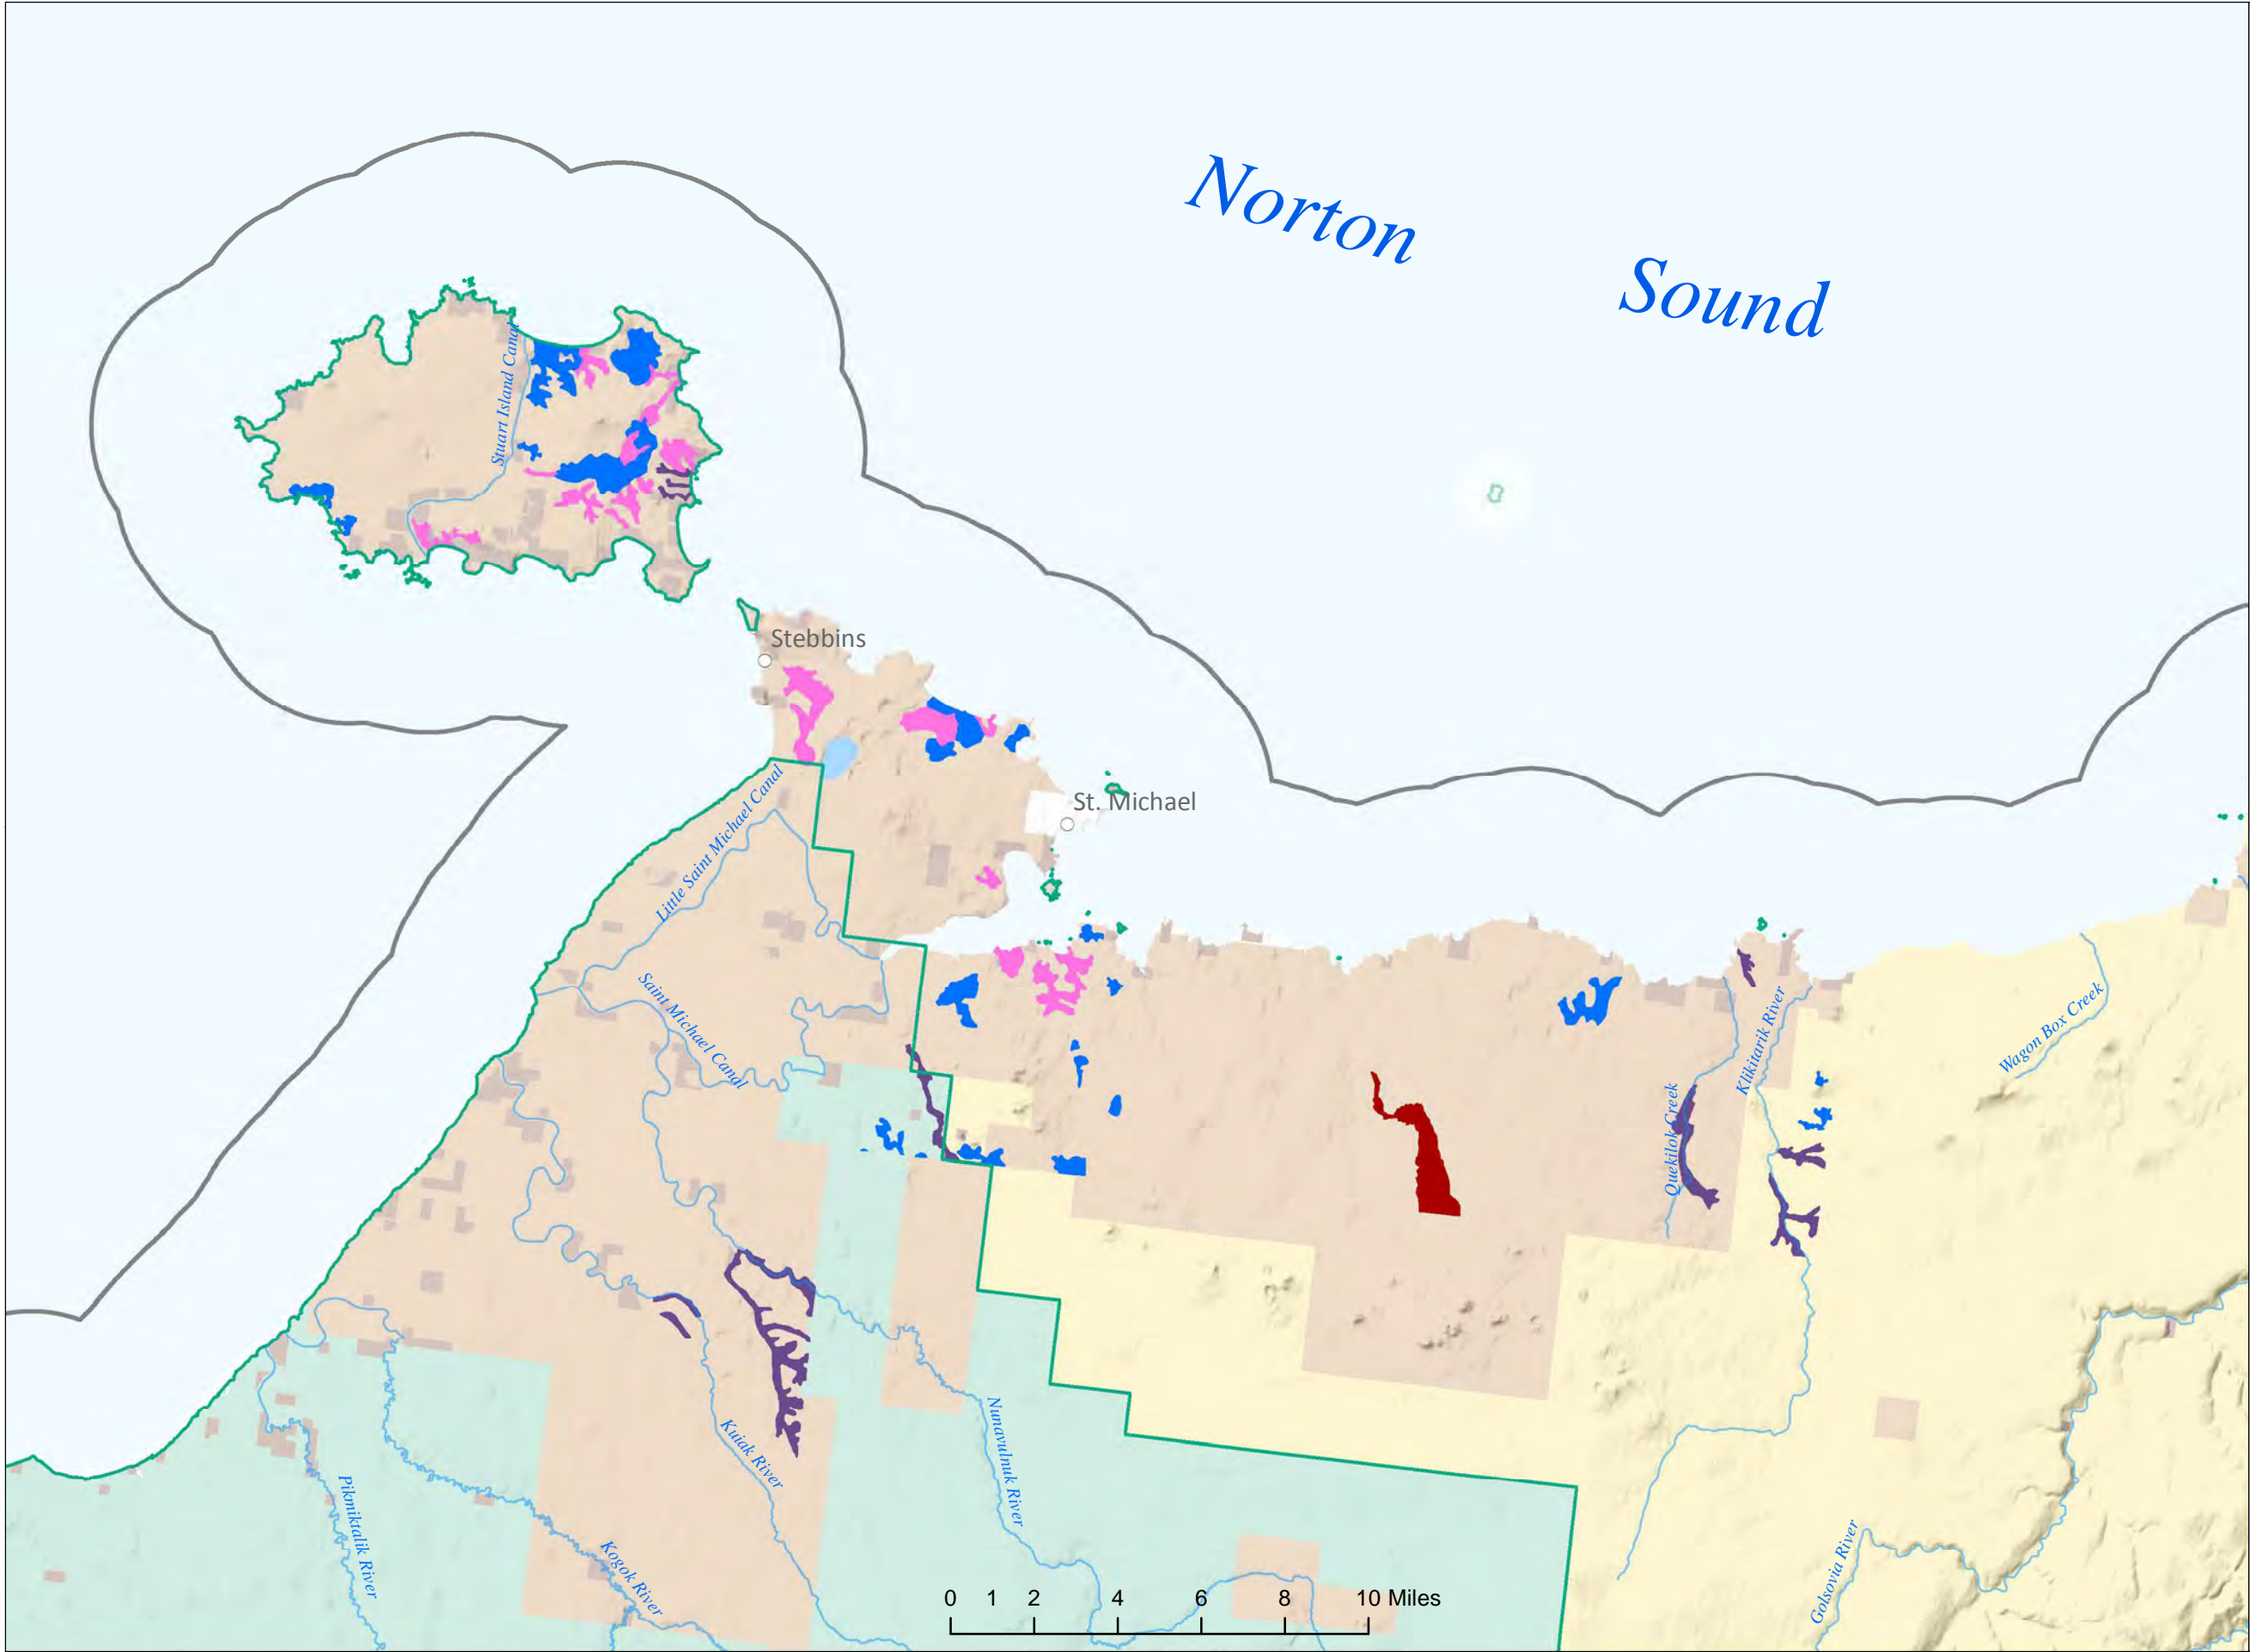 Norton
Sound
Stuart Island Canal
Stebbins
St. Michael
Little Saint Michael Canal
Saint Michael Canal
Wagon Box Creek
Klikitarik River
Quekilok Creek
Kuiak River
Nunavulnuk River
Pikmiktalik River
Kogok River
Golsovia River
0 1 2 4 6 8 10 Miles